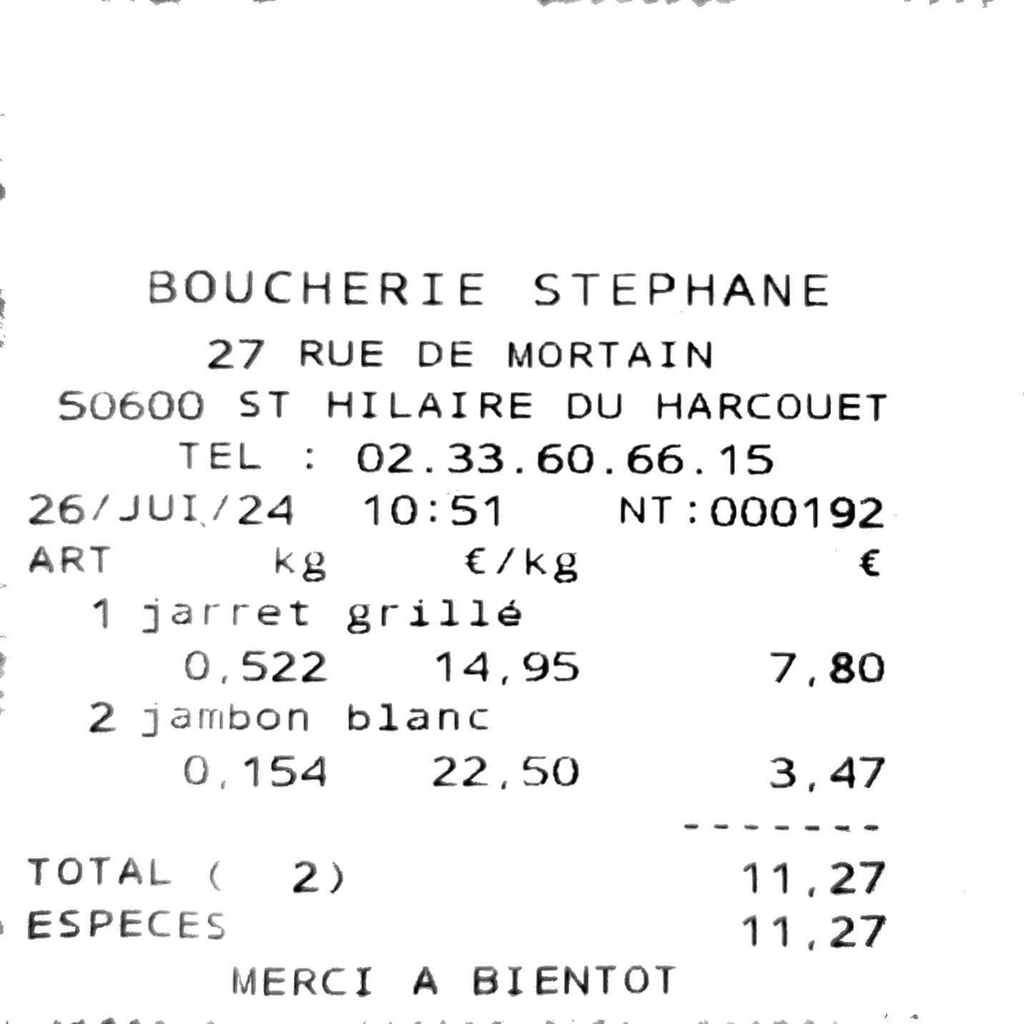 BOUCHERIE STEPHANE
27 RUE DE MORTAIN
50600 ST HILAIRE DU HARCOUET
TEL : 02.33.60.66.15
26/JUI/24 10:51 NT:000192
ART kg €/kg €
1 jarret grillé
0,522 14,95 7,80
2 jambon blanc
0,154 22,50 3,47
-------
TOTAL ( 2) 11,27
ESPECES 11,27
MERCI A BIENTOT